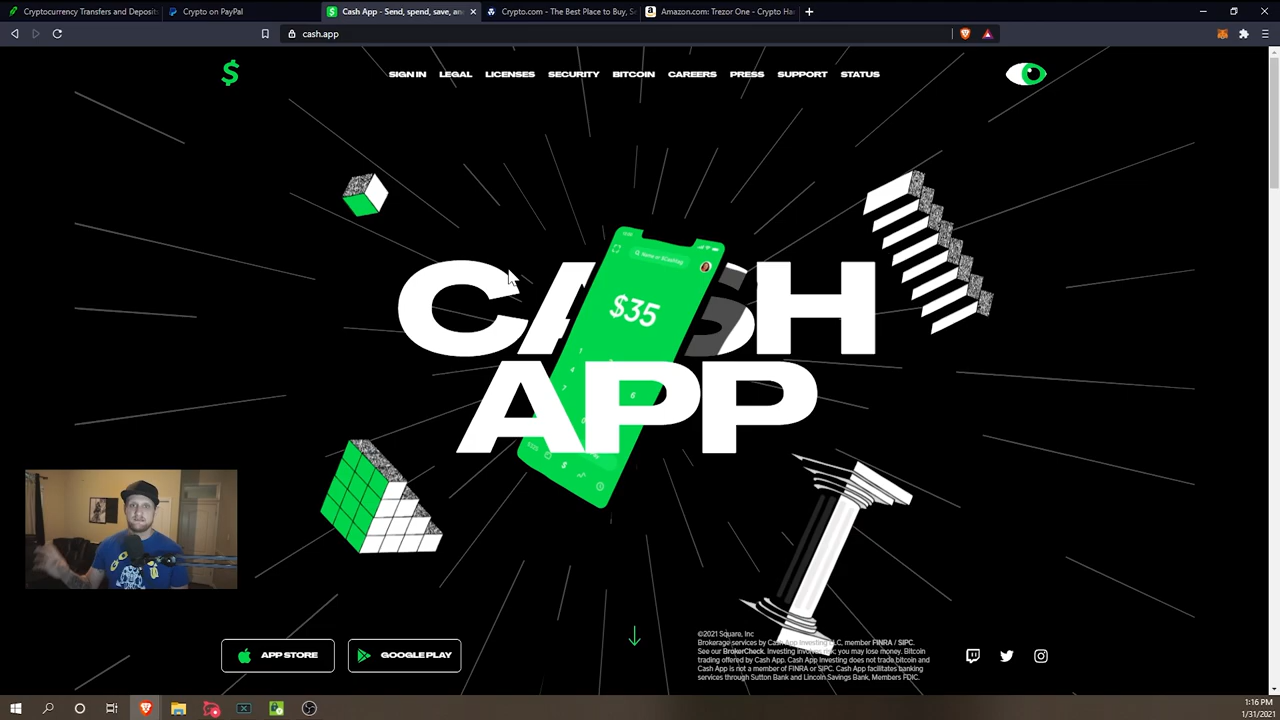 Cryptocurrency Transfers and Deposits
Crypto on PayPal
Cash App - Send, spend, save, an
Crypto.com - The Best Place to Buy, S
Amazon.com: Trezor One - Crypto Ha
cash.app
$
SIGN IN
LEGAL
LICENSES
SECURITY
BITCOIN
CAREERS
PRESS
SUPPORT
STATUS
$35
CASH
APP
APP STORE
GOOGLE PLAY
©2021 Square, Inc
Brokerage services by Cash App Investing LLC, member FINRA / SIPC.
See our BrokerCheck. Investing involves risk; you may lose money. Bitcoin
trading offered by Cash App. Cash App Investing does not trade bitcoin and
Cash App is not a member of FINRA or SIPC. Cash App facilitates banking
services through Sutton Bank and Lincoln Savings Bank, Members FDIC.
1:16 PM
1/31/2021